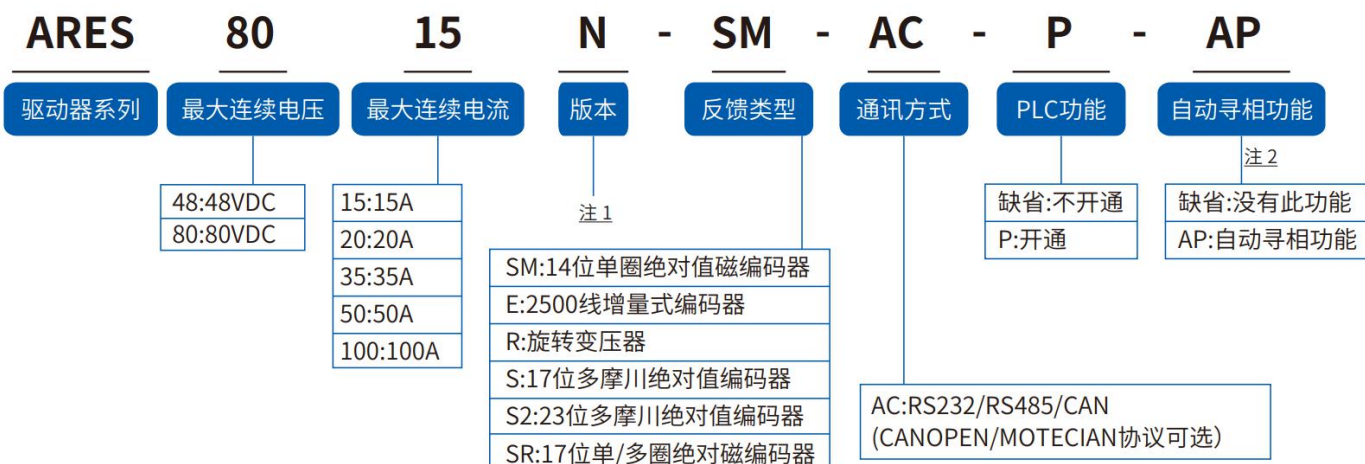 ARES 80 15 N - SM - AC - P - AP
驱动器系列 最大连续电压 最大连续电流 版本 反馈类型 通讯方式 PLC功能 自动寻相功能
注 1
注 2
48:48VDC
80:80VDC
15:15A
20:20A
35:35A
50:50A
100:100A
SM:14位单圈绝对值磁编码器
E:2500线增量式编码器
R:旋转变压器
S:17位多摩川绝对值编码器
S2:23位多摩川绝对值编码器
SR:17位单/多圈绝对磁编码器
AC:RS232/RS485/CAN
(CANOPEN/MOTECIAN协议可选）
缺省:不开通
P:开通
缺省:没有此功能
AP:自动寻相功能